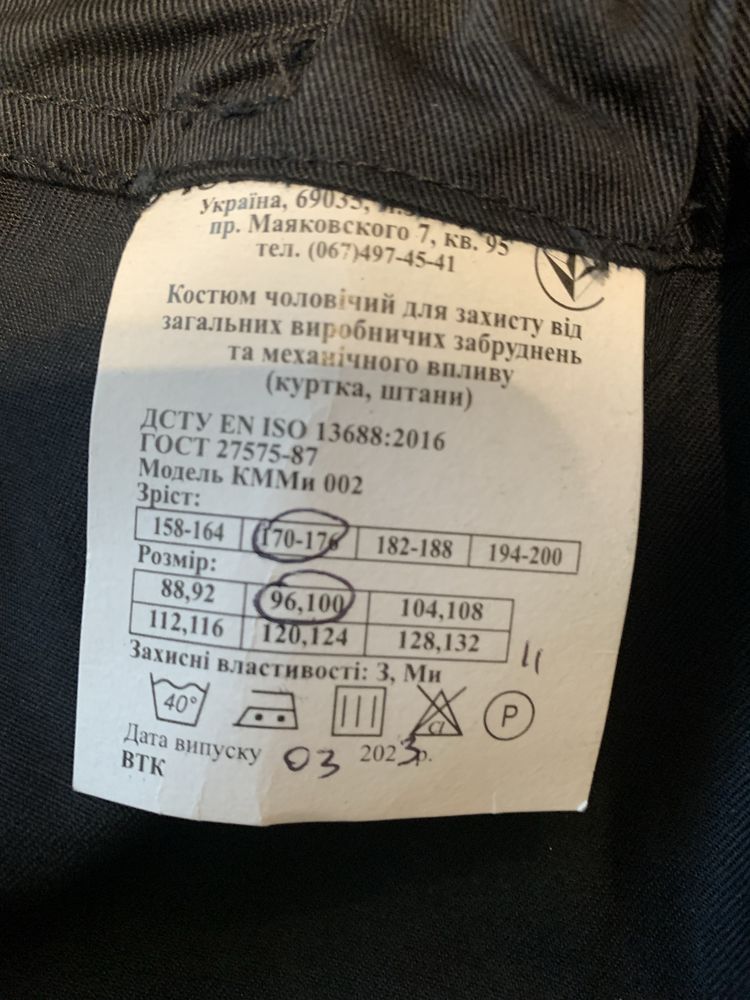 Україна, 69035,
пр. Маяковского 7, кв. 95
тел. (067)497-45-41
Костюм чоловічий для захисту від
загальних виробничих забруднень
та механічного впливу
(куртка, штани)
ДСТУ EN ISO 13688:2016
ГОСТ 27575-87
Модель КММи 002
Зріст:
158-164 170-176 182-188 194-200
Розмір:
88,92 96,100 104,108
112,116 120,124 128,132
Захисні властивості: З, Ми
40° Cl P
Дата випуску 03 2023р.
ВТК